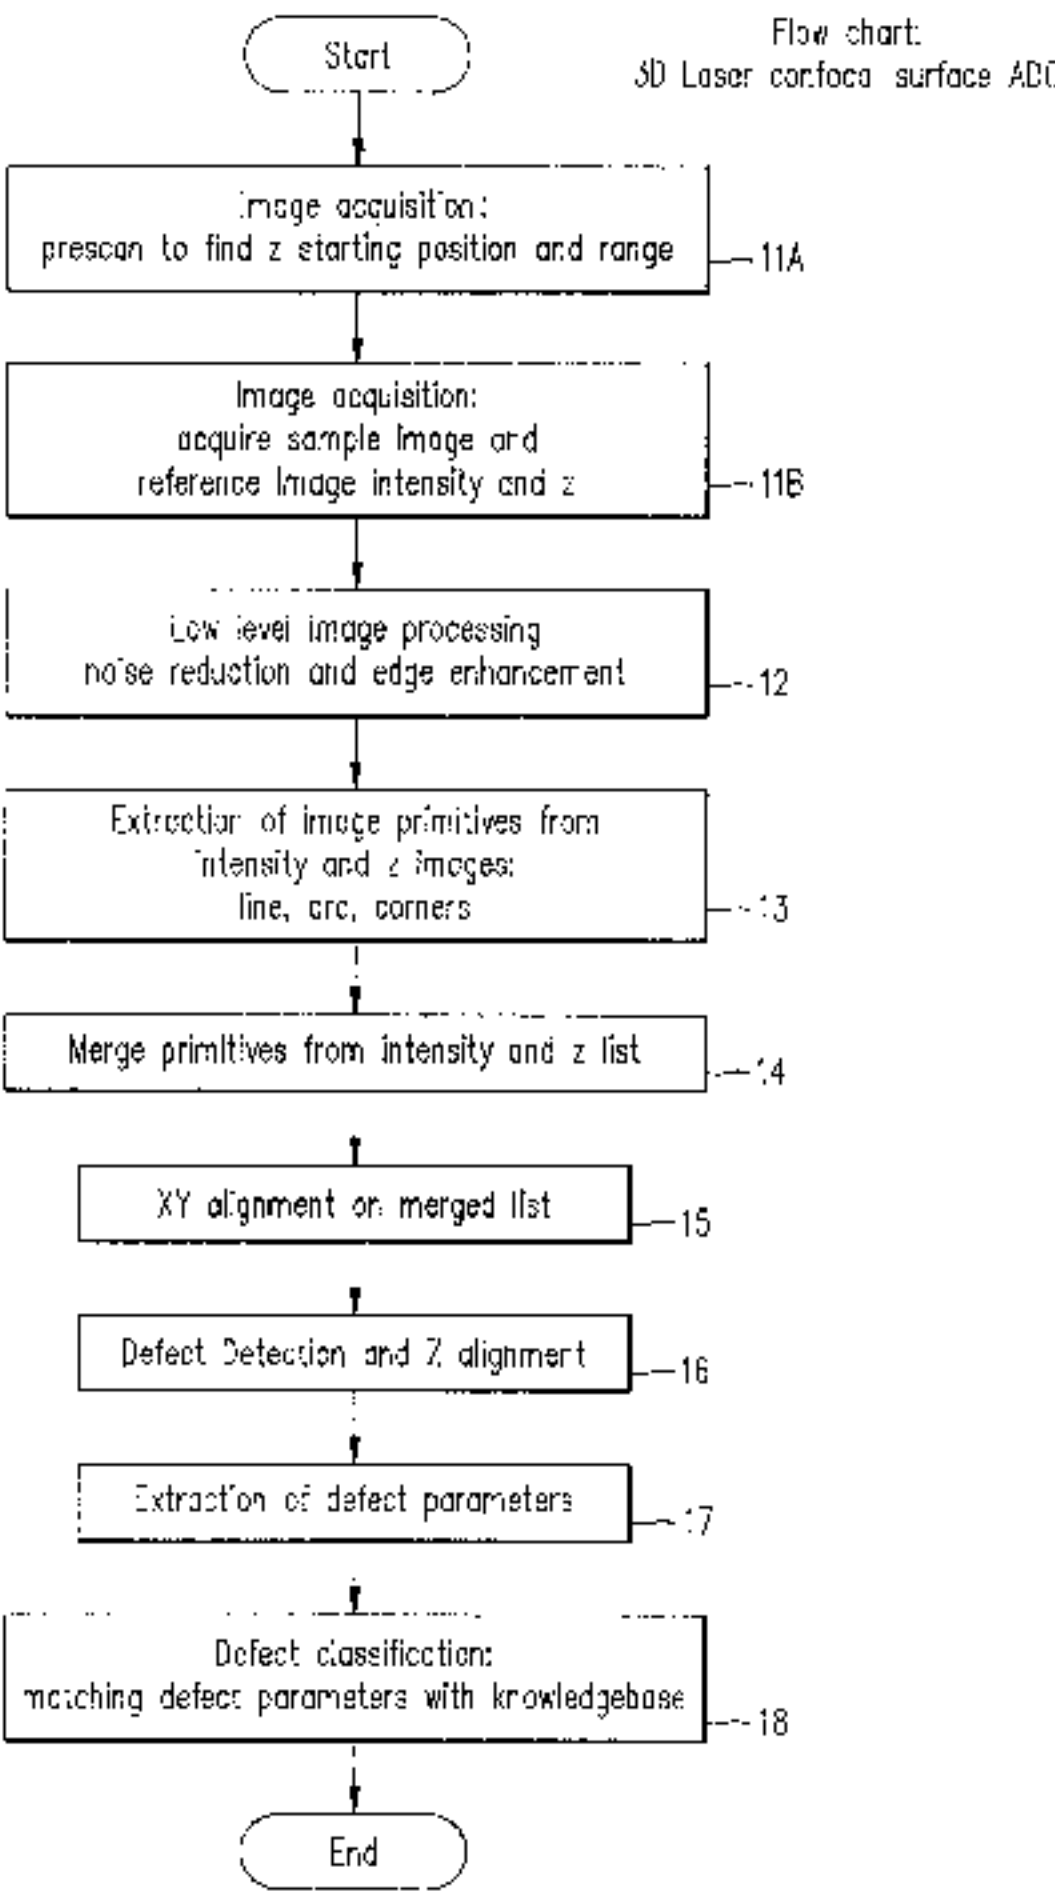 Flow chart:
3D Laser confocal surface ADC
Start
Image acquisition:
prescan to find z starting position and range
11A
Image acquisition:
acquire sample image and
reference image intensity and z
11B
Low level image processing
noise reduction and edge enhancement
12
Extraction of image primitives from
intensity and z images:
line, arc, corners
13
Merge primitives from intensity and z list
14
XY alignment on merged list
15
Defect Detection and Z alignment
16
Extraction of defect parameters
17
Defect classification:
matching defect parameters with knowledgebase
18
End